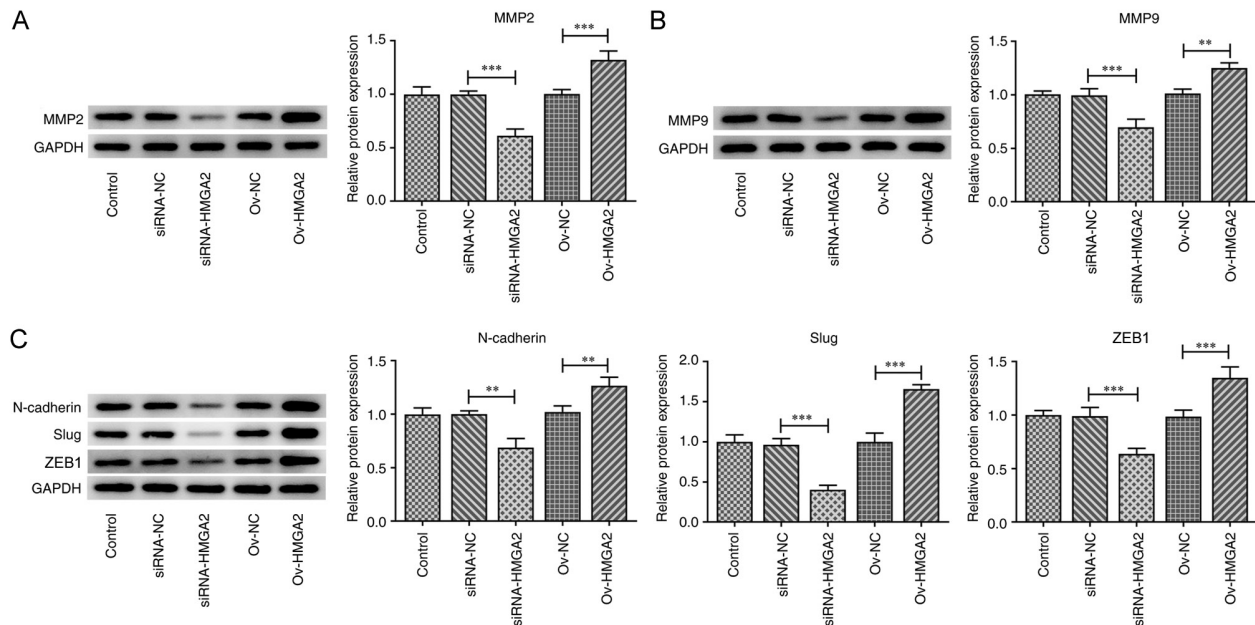 A
MMP2
GAPDH
Control
siRNA-NC
siRNA-HMGA2
Ov-NC
Ov-HMGA2
MMP2
Relative protein expression
1.5
1.0
0.5
0.0
***
***
Control
siRNA-NC
siRNA-HMGA2
Ov-NC
Ov-HMGA2
B
MMP9
GAPDH
Control
siRNA-NC
siRNA-HMGA2
Ov-NC
Ov-HMGA2
MMP9
Relative protein expression
1.5
1.0
0.5
0.0
***
**
Control
siRNA-NC
siRNA-HMGA2
Ov-NC
Ov-HMGA2
C
N-cadherin
Slug
ZEB1
GAPDH
Control
siRNA-NC
siRNA-HMGA2
Ov-NC
Ov-HMGA2
N-cadherin
Relative protein expression
1.5
1.0
0.5
0.0
**
**
Control
siRNA-NC
siRNA-HMGA2
Ov-NC
Ov-HMGA2
Slug
Relative protein expression
2.0
1.5
1.0
0.5
0.0
***
***
Control
siRNA-NC
siRNA-HMGA2
Ov-NC
Ov-HMGA2
ZEB1
Relative protein expression
1.5
1.0
0.5
0.0
***
***
Control
siRNA-NC
siRNA-HMGA2
Ov-NC
Ov-HMGA2